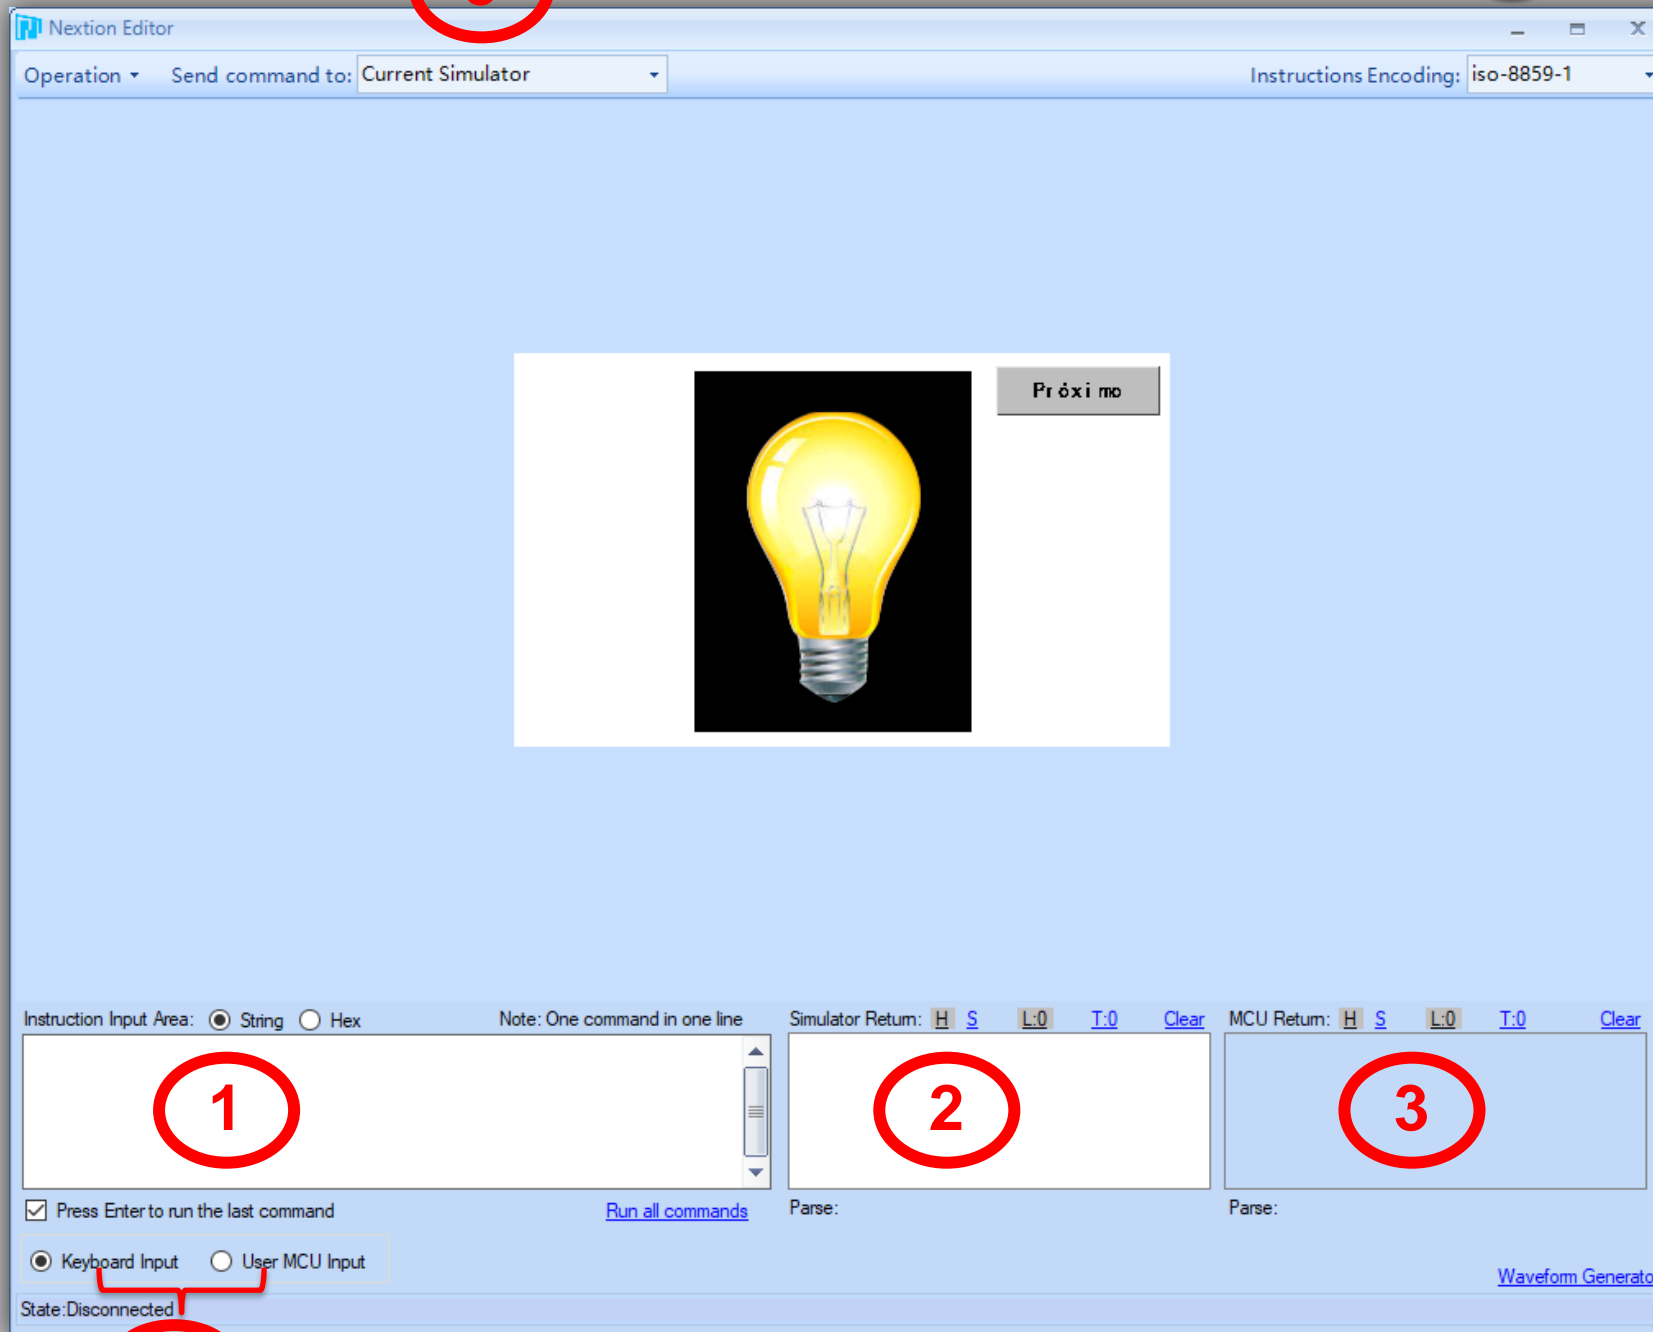 Nextion Editor
Operation Send command to: Current Simulator Instructions Encoding: iso-8859-1
Próximo
Instruction Input Area: String Hex Note: One command in one line Simulator Return: H S L:0 T:0 Clear MCU Return: H S L:0 T:0 Clear
1 2 3
Press Enter to run the last command Run all commands Parse: Parse:
Keyboard Input User MCU Input
Waveform Generato
State:Disconnected